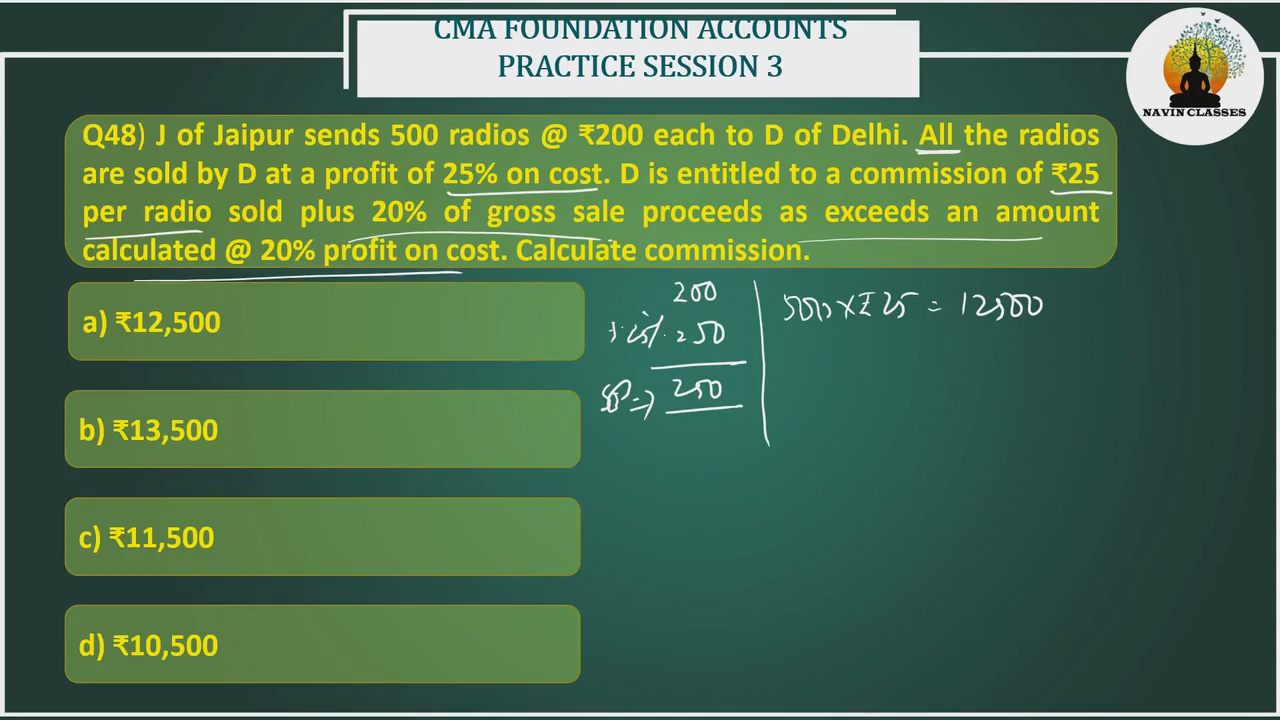 CMA FOUNDATION ACCOUNTS
PRACTICE SESSION 3
NAVIN CLASSES
Q48) J of Jaipur sends 500 radios @ ₹200 each to D of Delhi. All the radios
are sold by D at a profit of 25% on cost. D is entitled to a commission of ₹25
per radio sold plus 20% of gross sale proceeds as exceeds an amount
calculated @ 20% profit on cost. Calculate commission.
a) ₹12,500
b) ₹13,500
c) ₹11,500
d) ₹10,500
200
250
SP => 250
500 x ₹ 25 = 12500